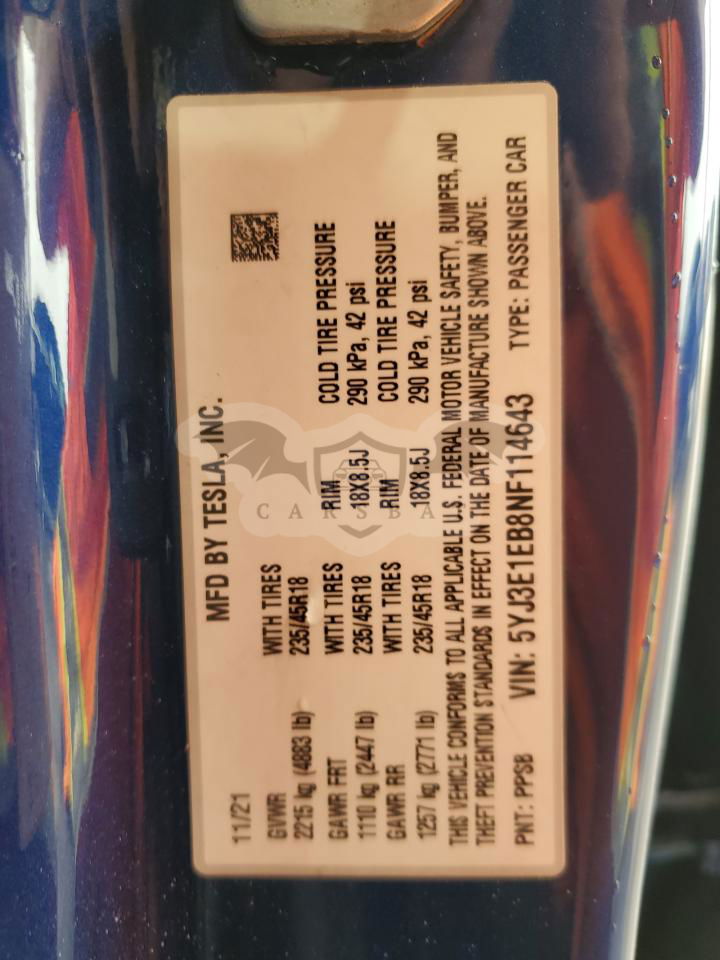 11/21 MFD BY TESLA, INC.
GVWR WITH TIRES
2215 kg (4883 lb) 235/45R18
GAWR FRT WITH TIRES RIM COLD TIRE PRESSURE
1110 kg (2447 lb) 235/45R18 18X8.5J 290 kPa, 42 psi
GAWR RR WITH TIRES RIM COLD TIRE PRESSURE
1257 kg (2771 lb) 235/45R18 18X8.5J 290 kPa, 42 psi
THIS VEHICLE CONFORMS TO ALL APPLICABLE U.S. FEDERAL MOTOR VEHICLE SAFETY, BUMPER, AND
THEFT PREVENTION STANDARDS IN EFFECT ON THE DATE OF MANUFACTURE SHOWN ABOVE.
PNT: PPSB VIN: 5YJ3E1EB8NF114643 TYPE: PASSENGER CAR